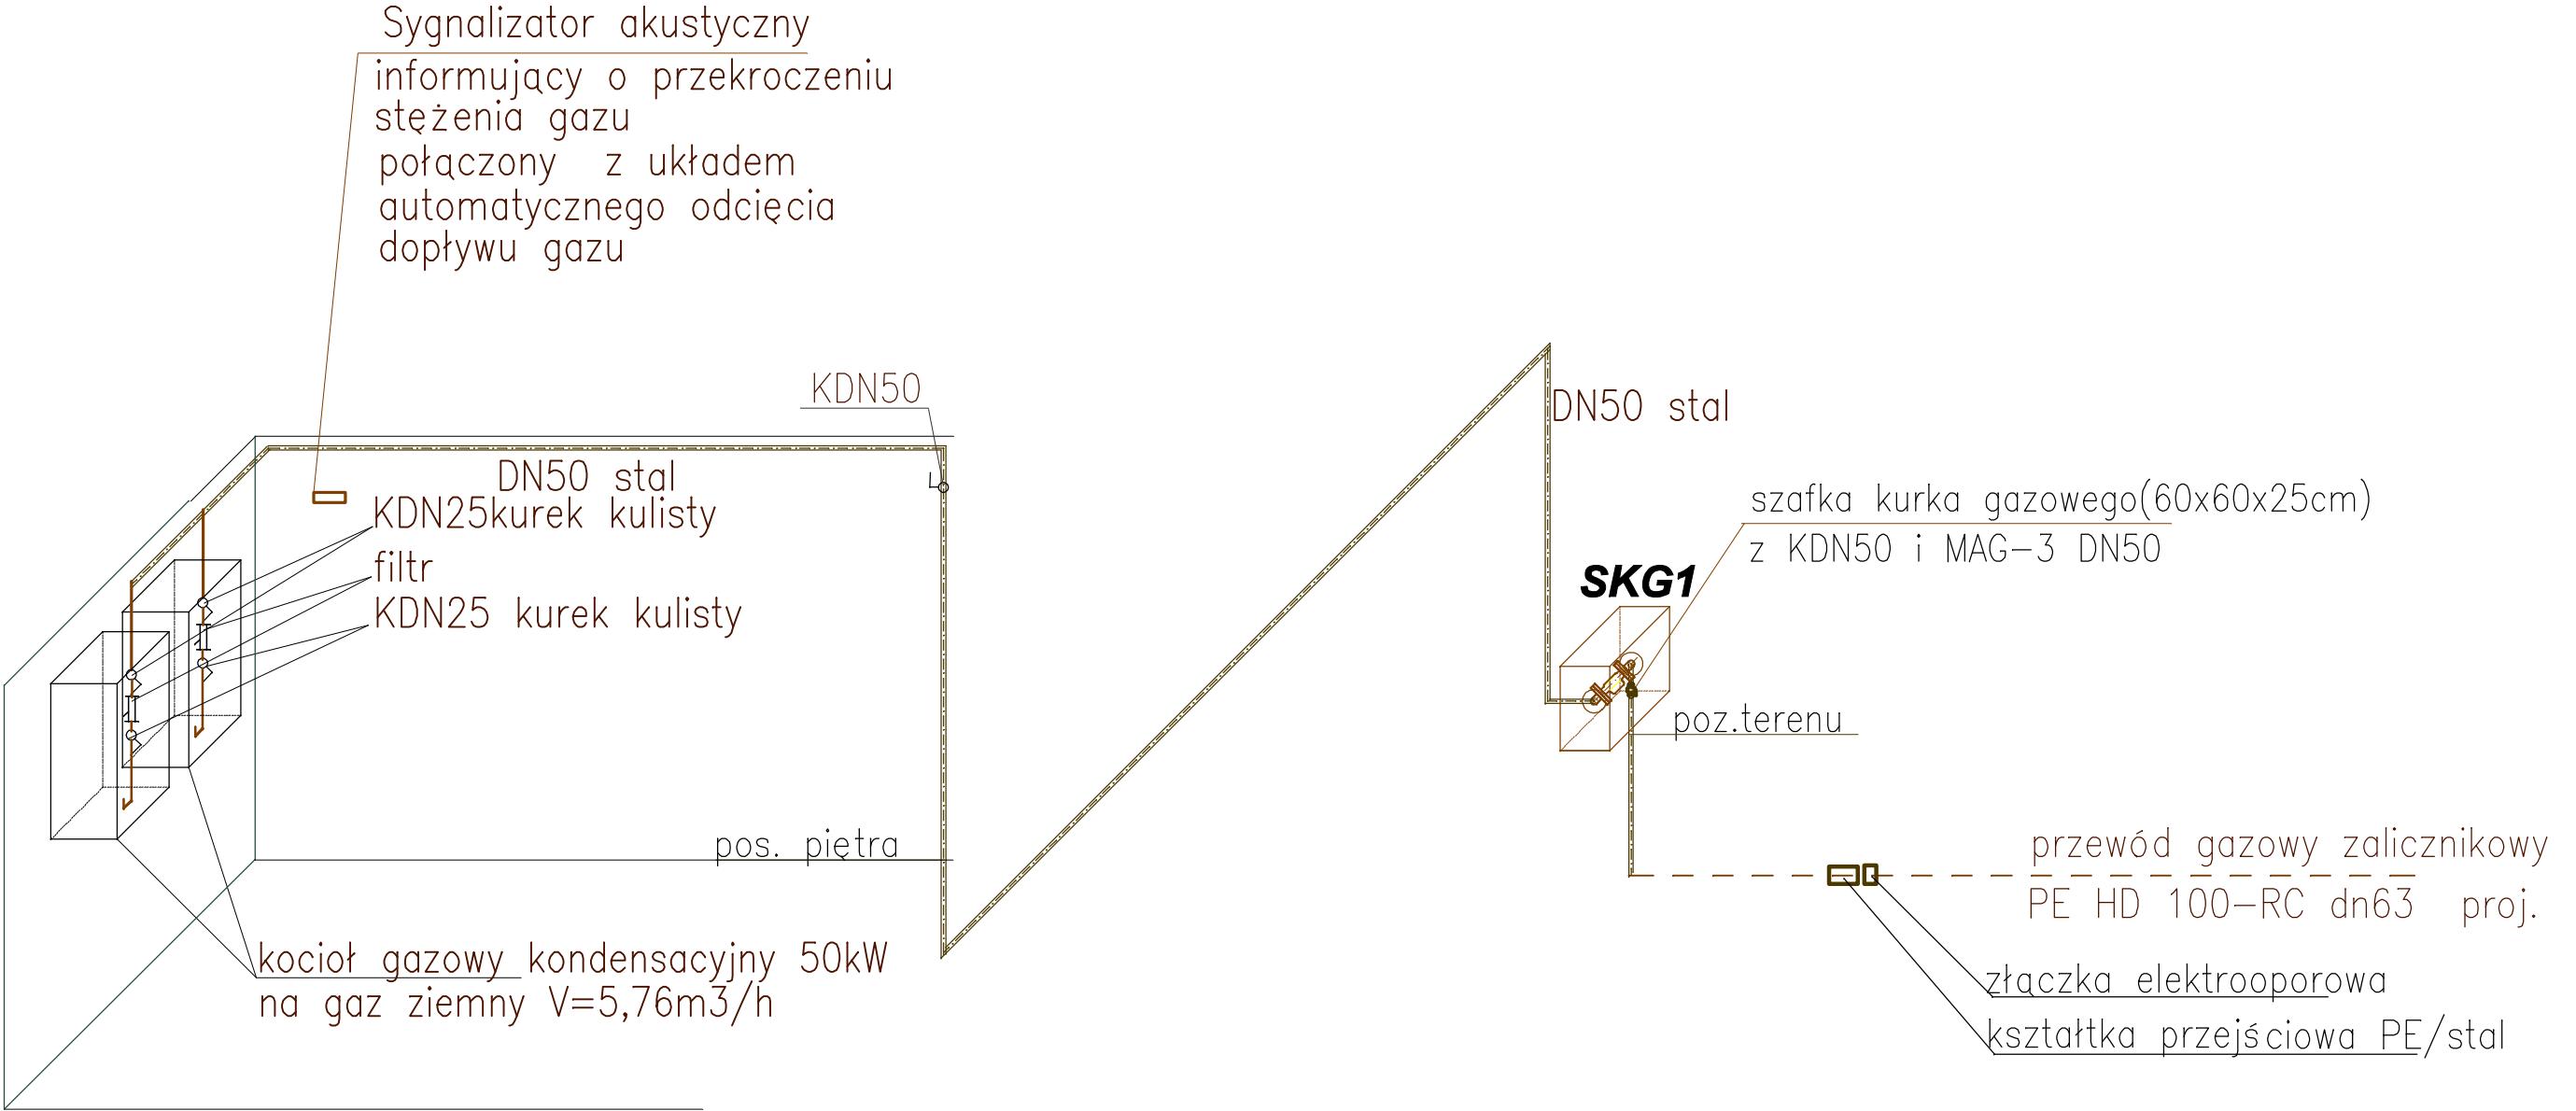 Sygnalizator akustyczny
informujący o przekroczeniu
stężenia gazu
połączony z układem
automatycznego odcięcia
dopływu gazu
KDN50
DN50 stal
DN50 stal
KDN25kurek kulisty
filtr
KDN25 kurek kulisty
szafka kurka gazowego(60x60x25cm)
z KDN50 i MAG-3 DN50
SKG1
poz.terenu
pos. piętra
przewód gazowy zalicznikowy
PE HD 100-RC dn63 proj.
kocioł gazowy kondensacyjny 50kW
na gaz ziemny V=5,76m3/h
złączka elektrooporowa
kształtka przejściowa PE/stal